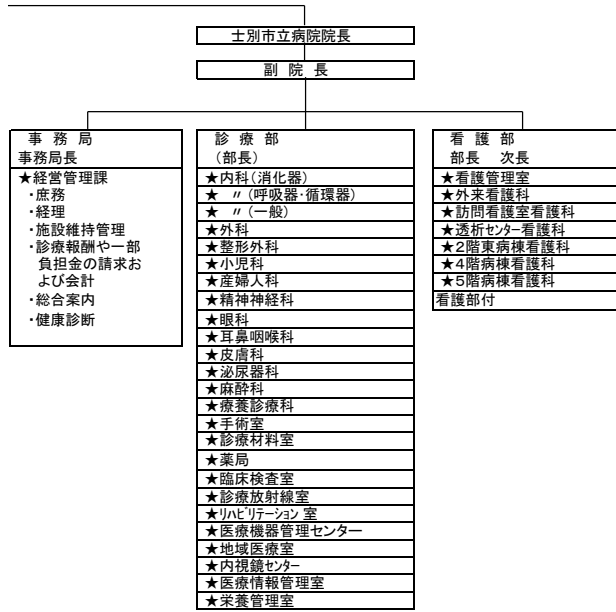 士別市立病院院長
副 院 長
事 務 局
事務局長
★経営管理課
・庶務
・経理
・施設維持管理
・診療報酬や一部
負担金の請求お
よび会計
・総合案内
・健康診断
診 療 部
(部長)
★内科(消化器)
★ 〃 (呼吸器・循環器)
★ 〃 (一般)
★外科
★整形外科
★小児科
★産婦人科
★精神神経科
★眼科
★耳鼻咽喉科
★皮膚科
★泌尿器科
★麻酔科
★療養診療科
★手術室
★診療材料室
★薬局
★臨床検査室
★診療放射線室
★リハビリテーション室
★医療機器管理センター
★地域医療室
★内視鏡センター
★医療情報管理室
★栄養管理室
看 護 部
部長 次長
★看護管理室
★外来看護科
★訪問看護室看護科
★透析センター看護科
★2階東病棟看護科
★4階病棟看護科
★5階病棟看護科
看護部付